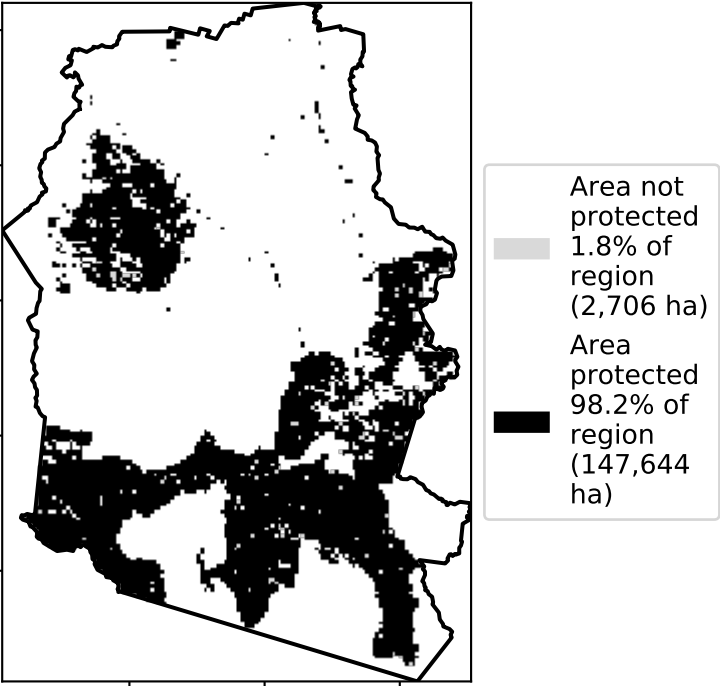 Area not
protected
1.8% of
region
(2,706 ha)
Area
protected
98.2% of
region
(147,644
ha)